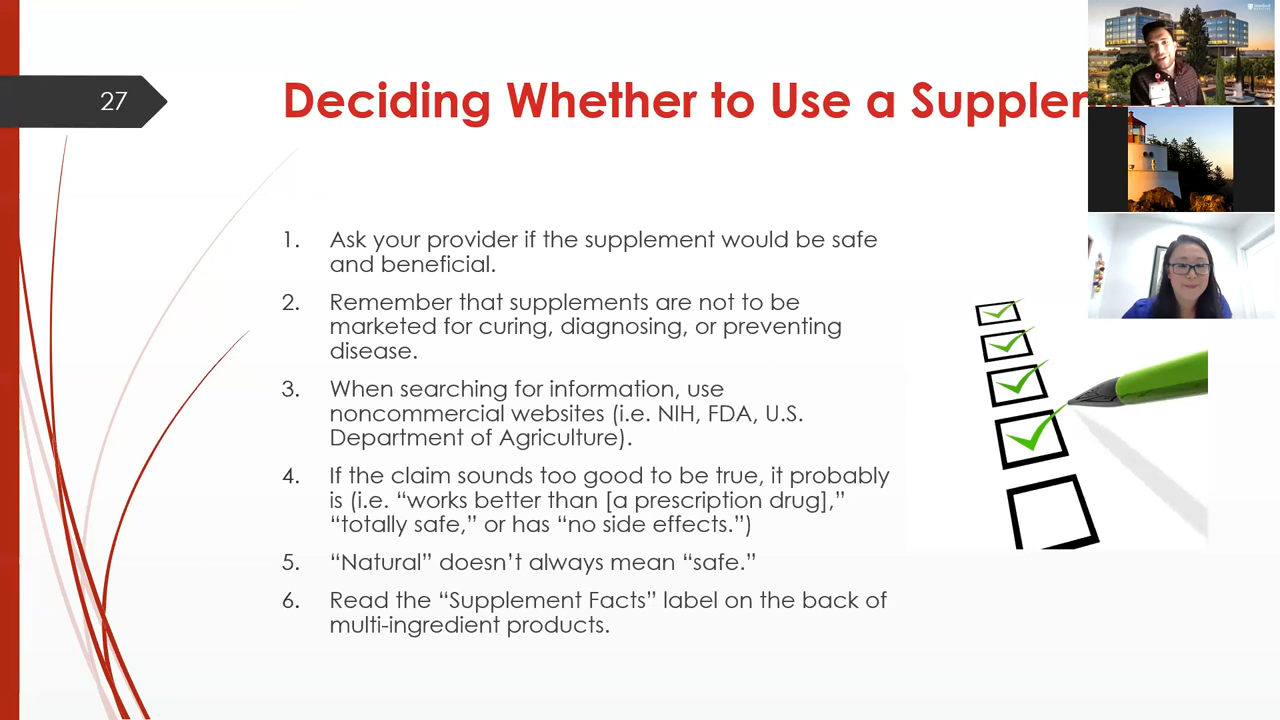 27
Deciding Whether to Use a
1. Ask your provider if the supplement would be safe
and beneficial.
2. Remember that supplements are not to be
marketed for curing, diagnosing, or preventing
disease.
3. When searching for information, use
noncommercial websites (i.e. NIH, FDA, U.S.
Department of Agriculture).
4. If the claim sounds too good to be true, it probably
is (i.e. “works better than [a prescription drug],”
“totally safe,” or has “no side effects.”)
5. “Natural” doesn’t always mean “safe.”
6. Read the “Supplement Facts” label on the back of
multi-ingredient products.